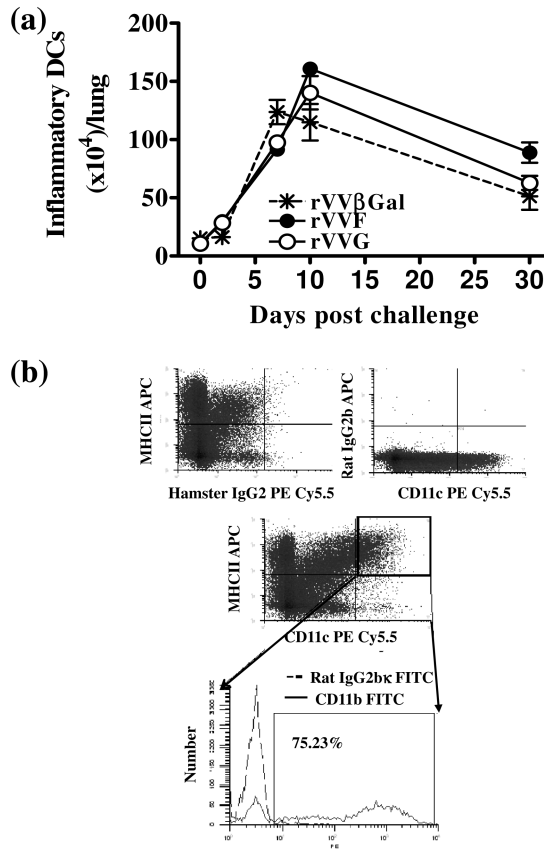 (a)
Inflammatory DCs
(x10⁴)/lung
200
150
100
50
0
rVVβGal
rVVF
rVVG
0 5 10 15 20 25 30
Days post challenge
(b)
MHCII APC
Hamster IgG2 PE Cy5.5
Rat IgG2b APC
CD11c PE Cy5.5
MHCII APC
CD11c PE Cy5.5
Rat IgG2bκ FITC
CD11b FITC
Number
75.23%